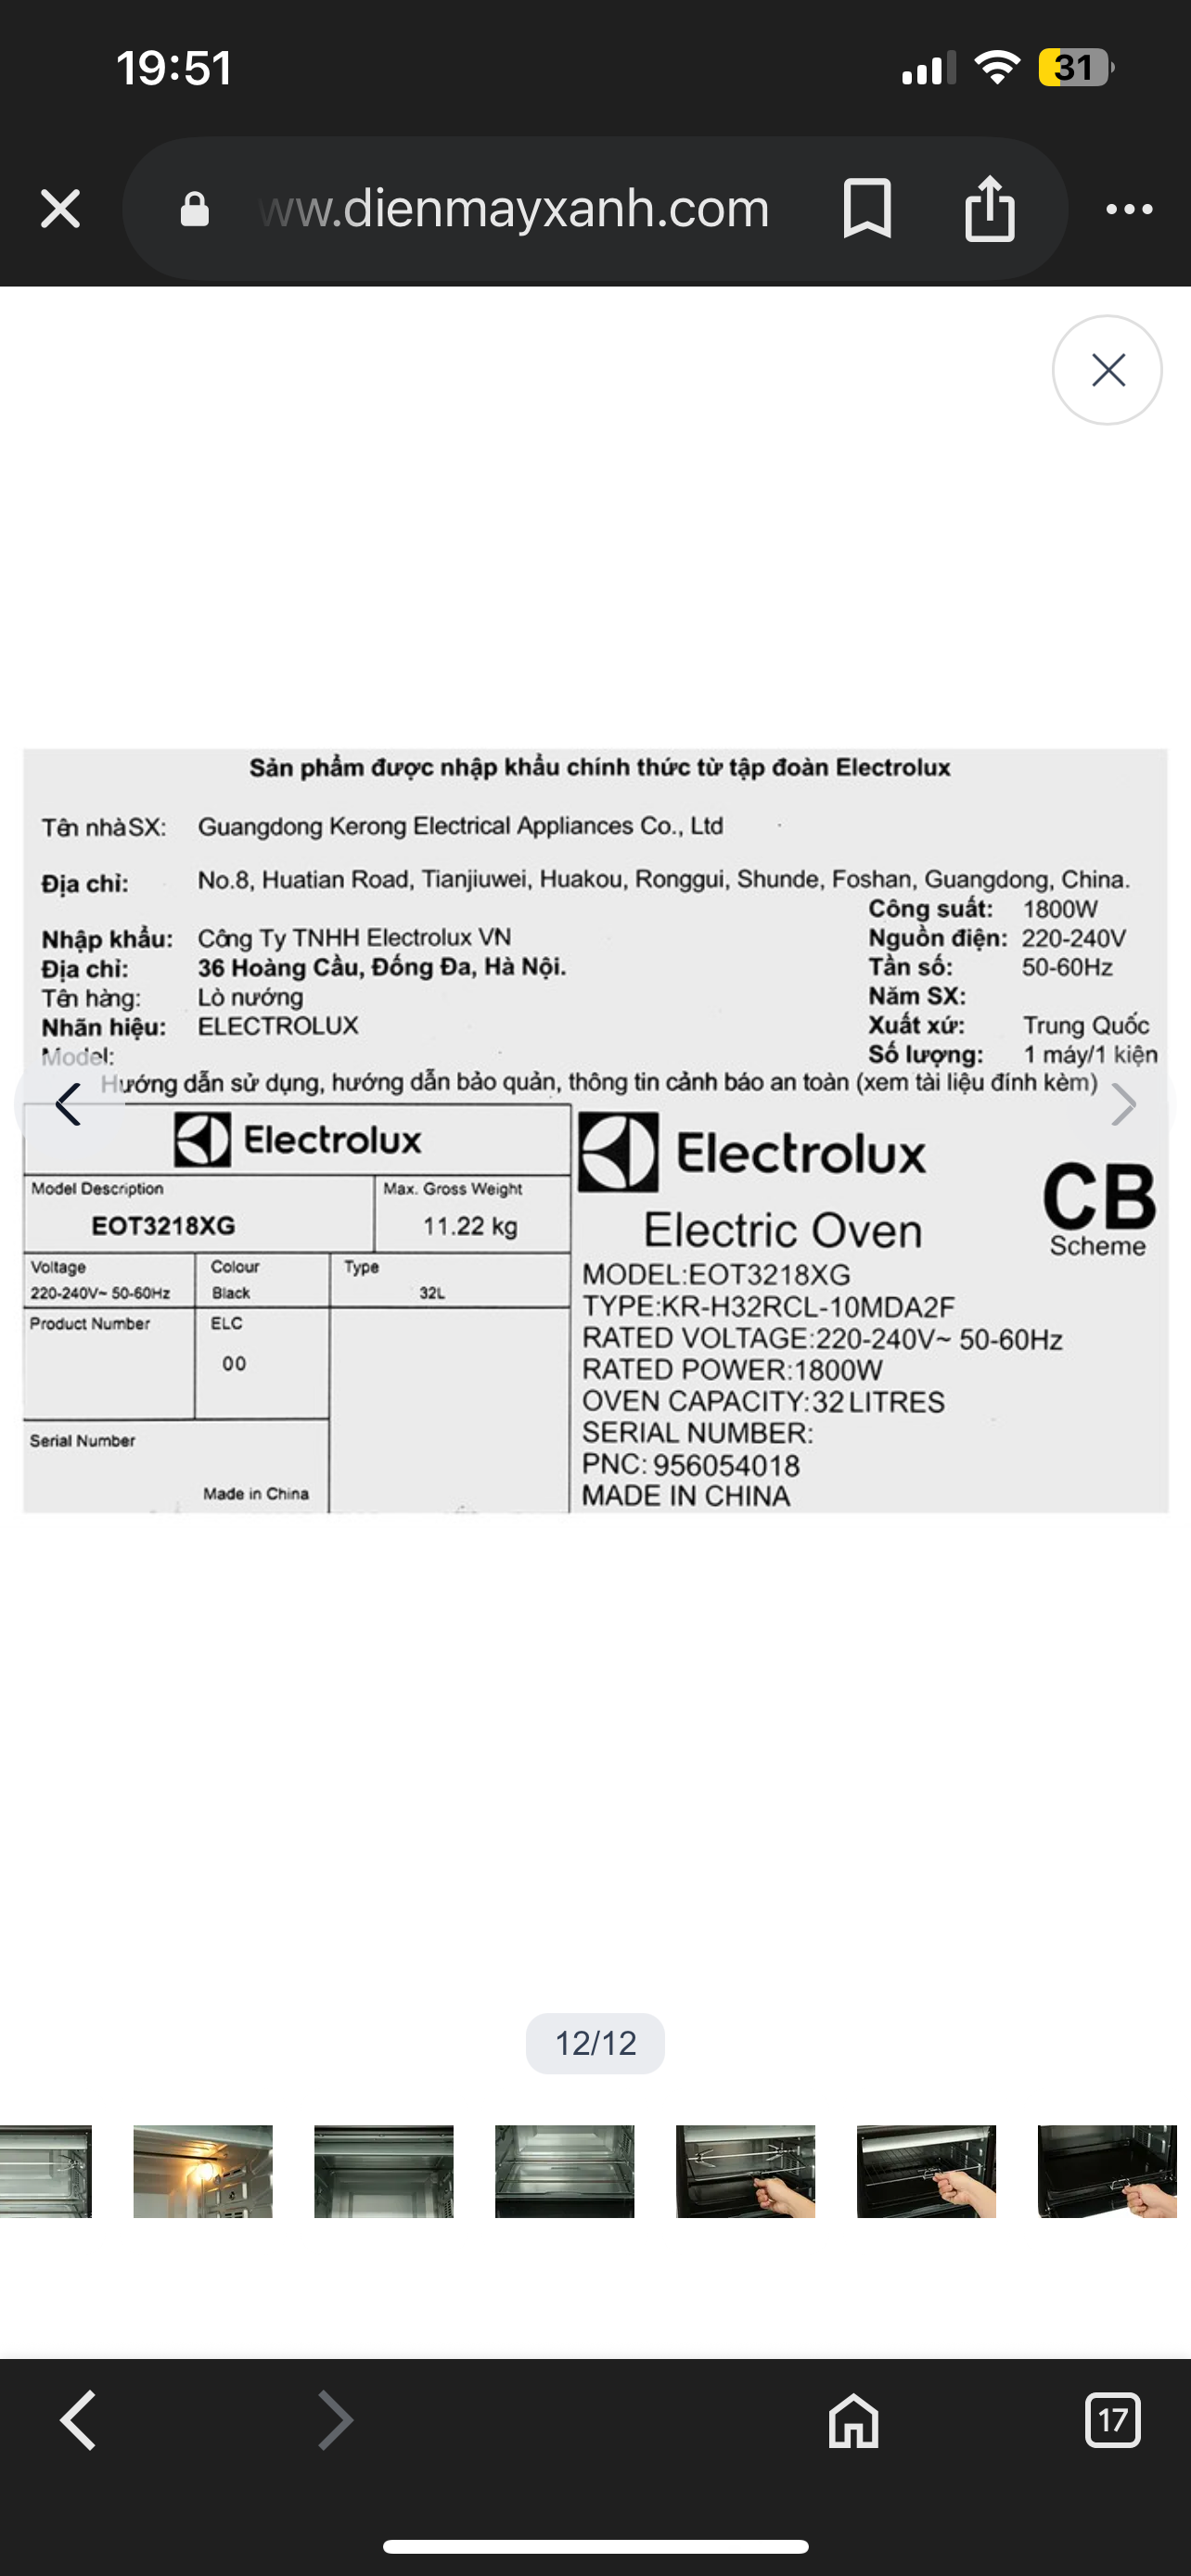 19:51
31
ww.dienmayxanh.com
Sản phẩm được nhập khẩu chính thức từ tập đoàn Electrolux
Tên nhà SX: Guangdong Kerong Electrical Appliances Co., Ltd
Địa chỉ: No.8, Huatian Road, Tianjiuwei, Huakou, Ronggui, Shunde, Foshan, Guangdong, China.
Công suất: 1800W
Nhập khẩu: Công Ty TNHH Electrolux VN Nguồn điện: 220-240V
Địa chỉ: 36 Hoàng Cầu, Đống Đa, Hà Nội. Tần số: 50-60Hz
Tên hàng: Lò nướng Năm SX:
Nhãn hiệu: ELECTROLUX Xuất xứ: Trung Quốc
Model: Số lượng: 1 máy/1 kiện
Hướng dẫn sử dụng, hướng dẫn bảo quản, thông tin cảnh báo an toàn (xem tài liệu đính kèm)
Electrolux
Model Description Max. Gross Weight
EOT3218XG 11.22 kg
Voltage Colour Type
220-240V~ 50-60Hz Black 32L
Product Number ELC
00
Serial Number
Made in China
Electrolux
CB
Scheme
Electric Oven
MODEL:EOT3218XG
TYPE:KR-H32RCL-10MDA2F
RATED VOLTAGE:220-240V~ 50-60Hz
RATED POWER:1800W
OVEN CAPACITY:32 LITRES
SERIAL NUMBER:
PNC: 956054018
MADE IN CHINA
12/12
17